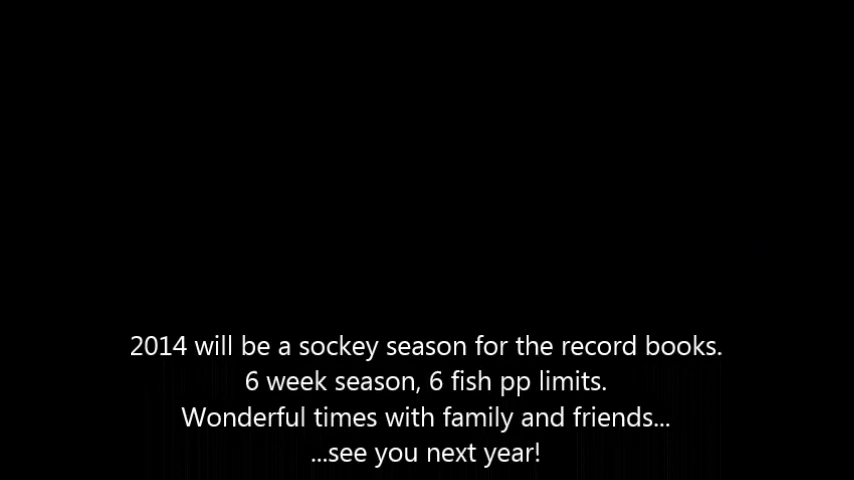 2014 will be a sockey season for the record books.
6 week season, 6 fish pp limits.
Wonderful times with family and friends...
...see you next year!